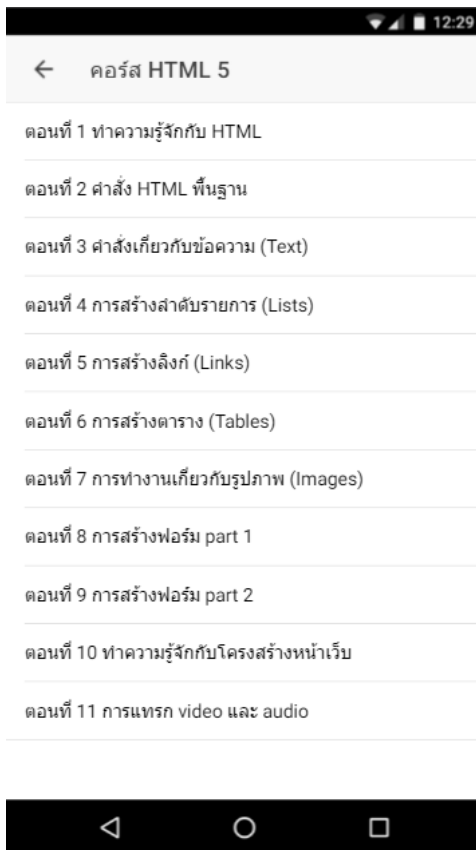 12:29
คอร์ส HTML 5
ตอนที่ 1 ทำความรู้จักกับ HTML
ตอนที่ 2 คำสั่ง HTML พื้นฐาน
ตอนที่ 3 คำสั่งเกี่ยวกับข้อความ (Text)
ตอนที่ 4 การสร้างลำดับรายการ (Lists)
ตอนที่ 5 การสร้างลิงก์ (Links)
ตอนที่ 6 การสร้างตาราง (Tables)
ตอนที่ 7 การทำงานเกี่ยวกับรูปภาพ (Images)
ตอนที่ 8 การสร้างฟอร์ม part 1
ตอนที่ 9 การสร้างฟอร์ม part 2
ตอนที่ 10 ทำความรู้จักกับโครงสร้างหน้าเว็บ
ตอนที่ 11 การแทรก video และ audio